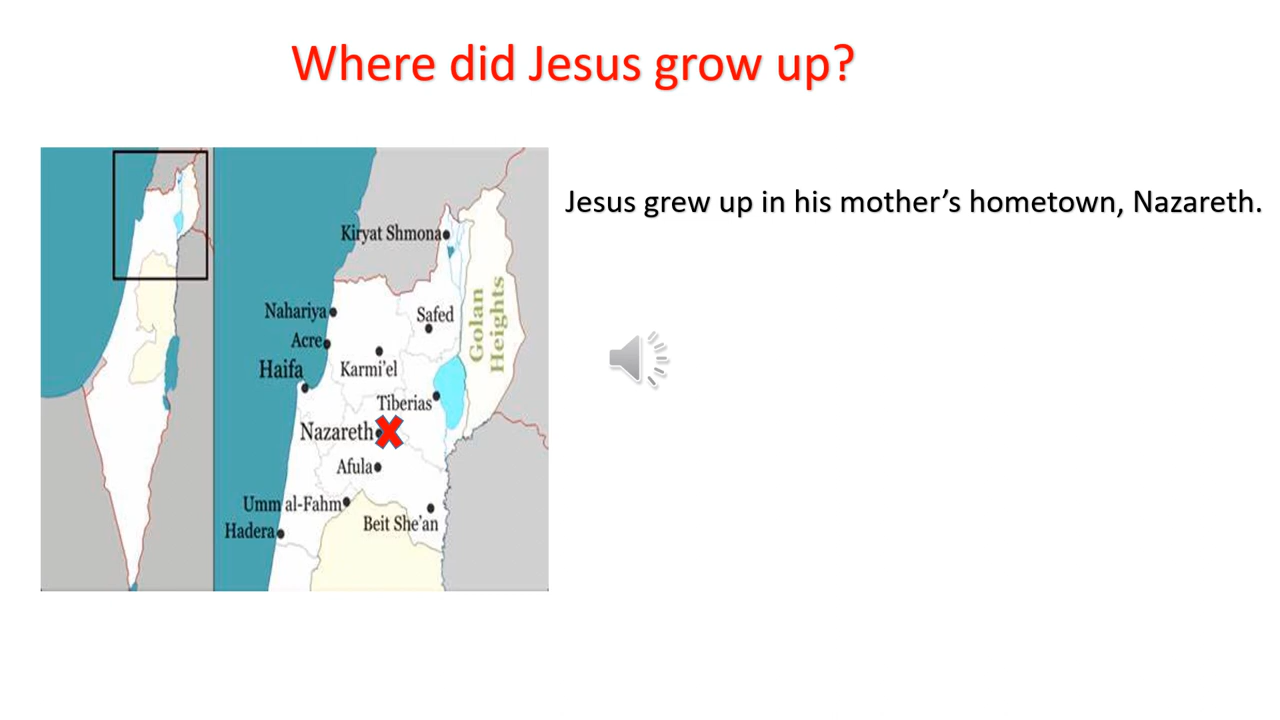 Where did Jesus grow up?
Jesus grew up in his mother’s hometown, Nazareth.
Kiryat Shmona
Golan
Heights
Nahariya
Safed
Acre
Haifa
Karmi'el
Tiberias
Nazareth
Afula
Umm al-Fahm
Beit She'an
Hadera